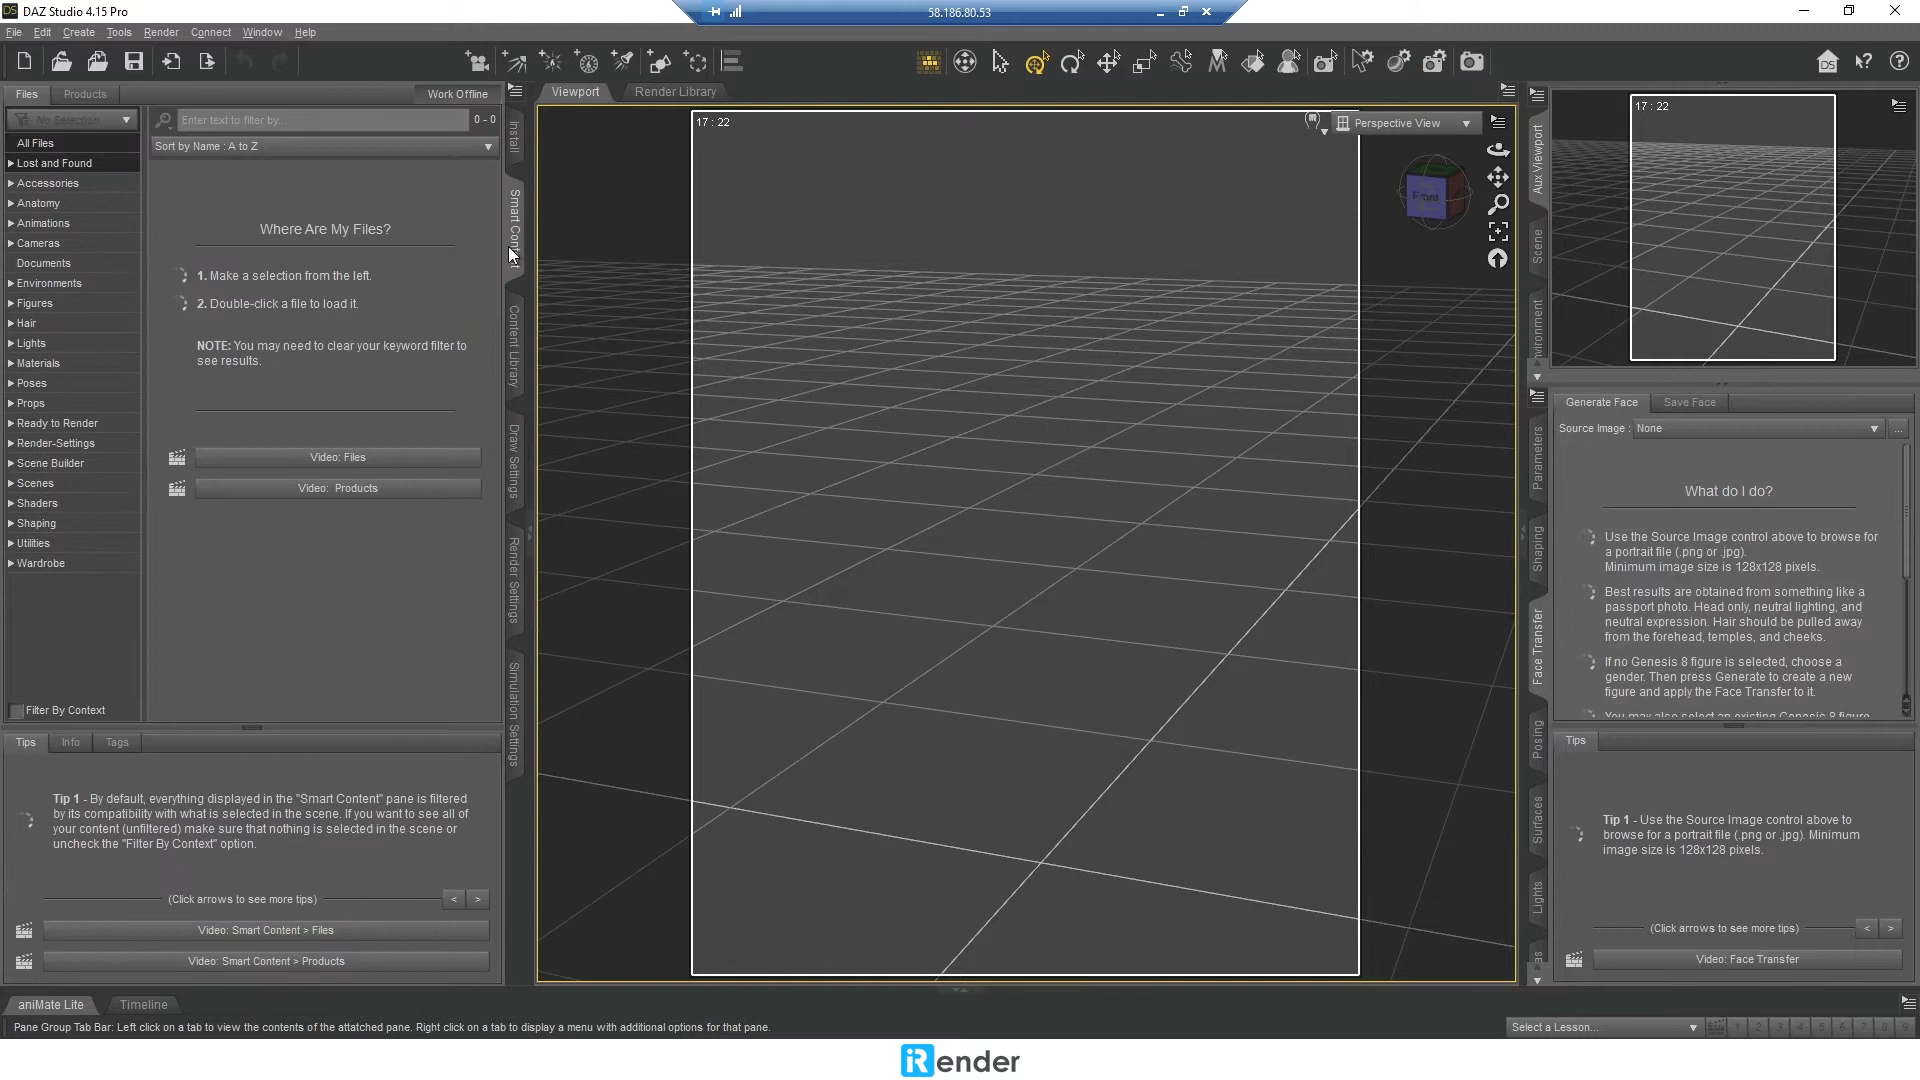 DAZ Studio 4.15 Pro
58.186.80.53
File Edit Create Tools Render Connect Window Help
Files Products Work Offline
No Selection
Enter text to filter by... 0 - 0
Sort by Name : A to Z
All Files
Lost and Found
Accessories
Anatomy
Animations
Cameras
Documents
Environments
Figures
Hair
Lights
Materials
Poses
Props
Ready to Render
Render-Settings
Scene Builder
Scenes
Shaders
Shaping
Utilities
Wardrobe
Filter By Context
Where Are My Files?
1. Make a selection from the left.
2. Double-click a file to load it.
NOTE: You may need to clear your keyword filter to
see results.
Video: Files
Video: Products
Tips Info Tags
Tip 1 - By default, everything displayed in the "Smart Content" pane is filtered
by its compatibility with what is selected in the scene. If you want to see all of
your content (unfiltered) make sure that nothing is selected in the scene or
uncheck the "Filter By Context" option.
(Click arrows to see more tips) < >
Video: Smart Content > Files
Video: Smart Content > Products
Install
Content Library
Draw Settings
Render Settings
Simulation Settings
Viewport Render Library
17 : 22
Perspective View
Front
Aux Viewport
Scene
17 : 22
Parameters
Shaping
Face Transfer
Posing
Surfaces
Lights
Generate Face Save Face
Source Image : None ...
What do I do?
Use the Source Image control above to browse for
a portrait file (.png or .jpg).
Minimum image size is 128x128 pixels.
Best results are obtained from something like a
passport photo. Head only, neutral lighting, and
neutral expression. Hair should be pulled away
from the forehead, temples, and cheeks.
If no Genesis 8 figure is selected, choose a
gender. Then press Generate to create a new
figure and apply the Face Transfer to it.
You may also select an existing Genesis 8 figure
Tips
Tip 1 - Use the Source Image control above to
browse for a portrait file (.png or .jpg). Minimum
image size is 128x128 pixels.
(Click arrows to see more tips) < >
Video: Face Transfer
aniMate Lite Timeline
Pane Group Tab Bar: Left click on a tab to view the contents of the attatched pane. Right click on a tab to display a menu with additional options for that pane.
Select a Lesson... 1 2 3 4 5 6 7 8 9
iRender